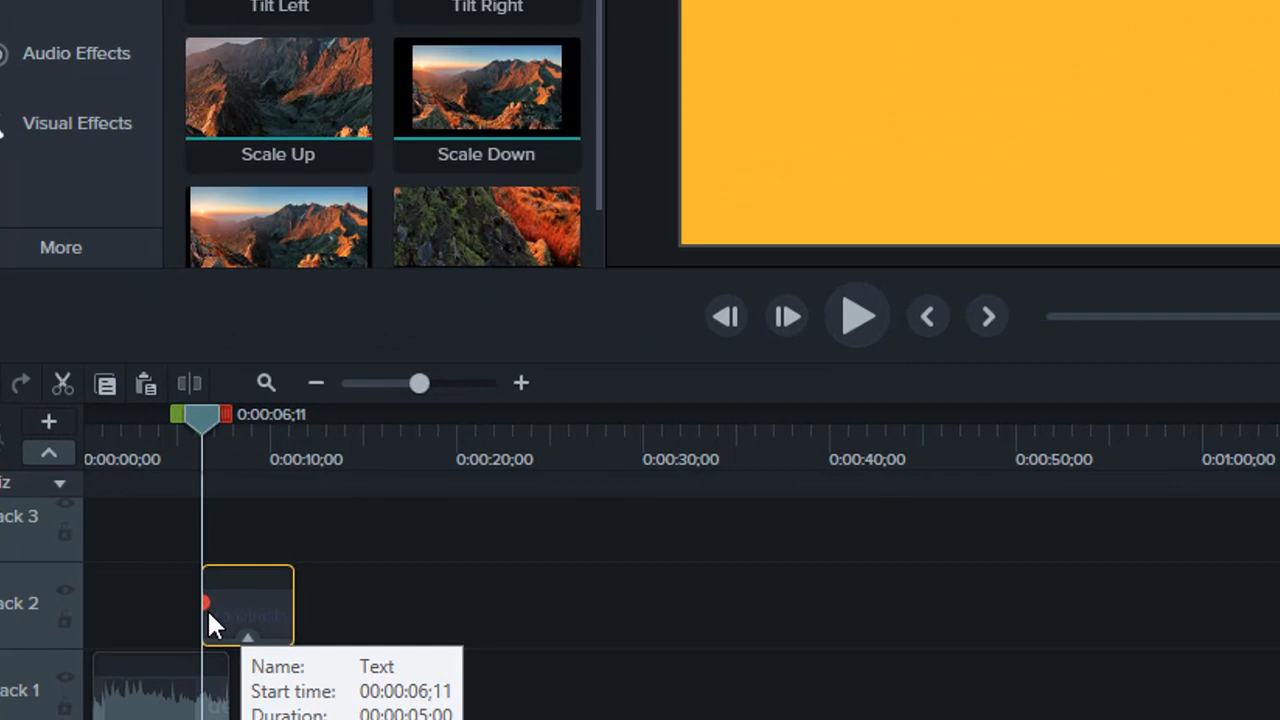 Tilt Left
Tilt Right
Audio Effects
Visual Effects
Scale Up
Scale Down
More
0:00:06;11
0:00:00;00
0:00:10;00
0:00:20;00
0:00:30;00
0:00:40;00
0:00:50;00
0:01:00;00
iz
ack 3
ack 2
ack 1
Name: Text
Start time: 00:00:06;11
Duration: 00:00:05;00